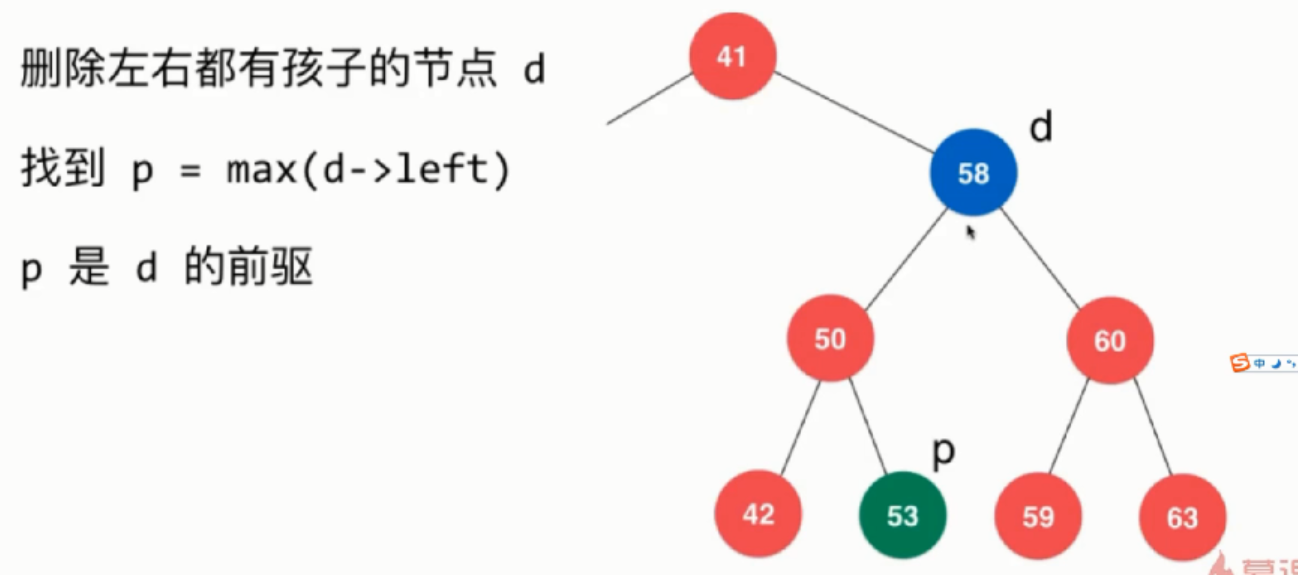 删除左右都有孩子的节点 d
找到 p = max(d->left)
p 是 d 的前驱
41
d
58
50
60
p
42
53
59
63
中